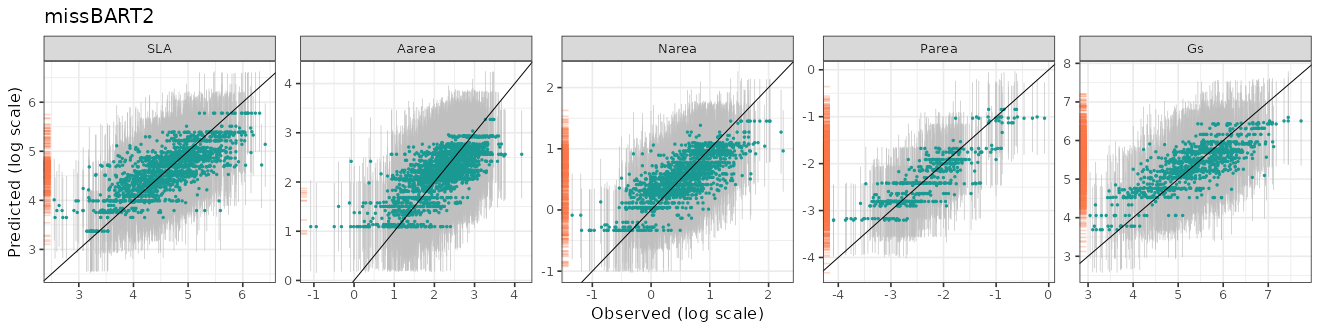 missBART2
SLA
Aarea
Narea
Parea
Gs
6
5
4
3
4
3
2
1
0
2
1
0
-1
0
-1
-2
-3
-4
8
7
6
5
4
3
3 4 5 6
-1 0 1 2 3 4
-1 0 1 2
-4 -3 -2 -1 0
3 4 5 6 7
Predicted (log scale)
Observed (log scale)